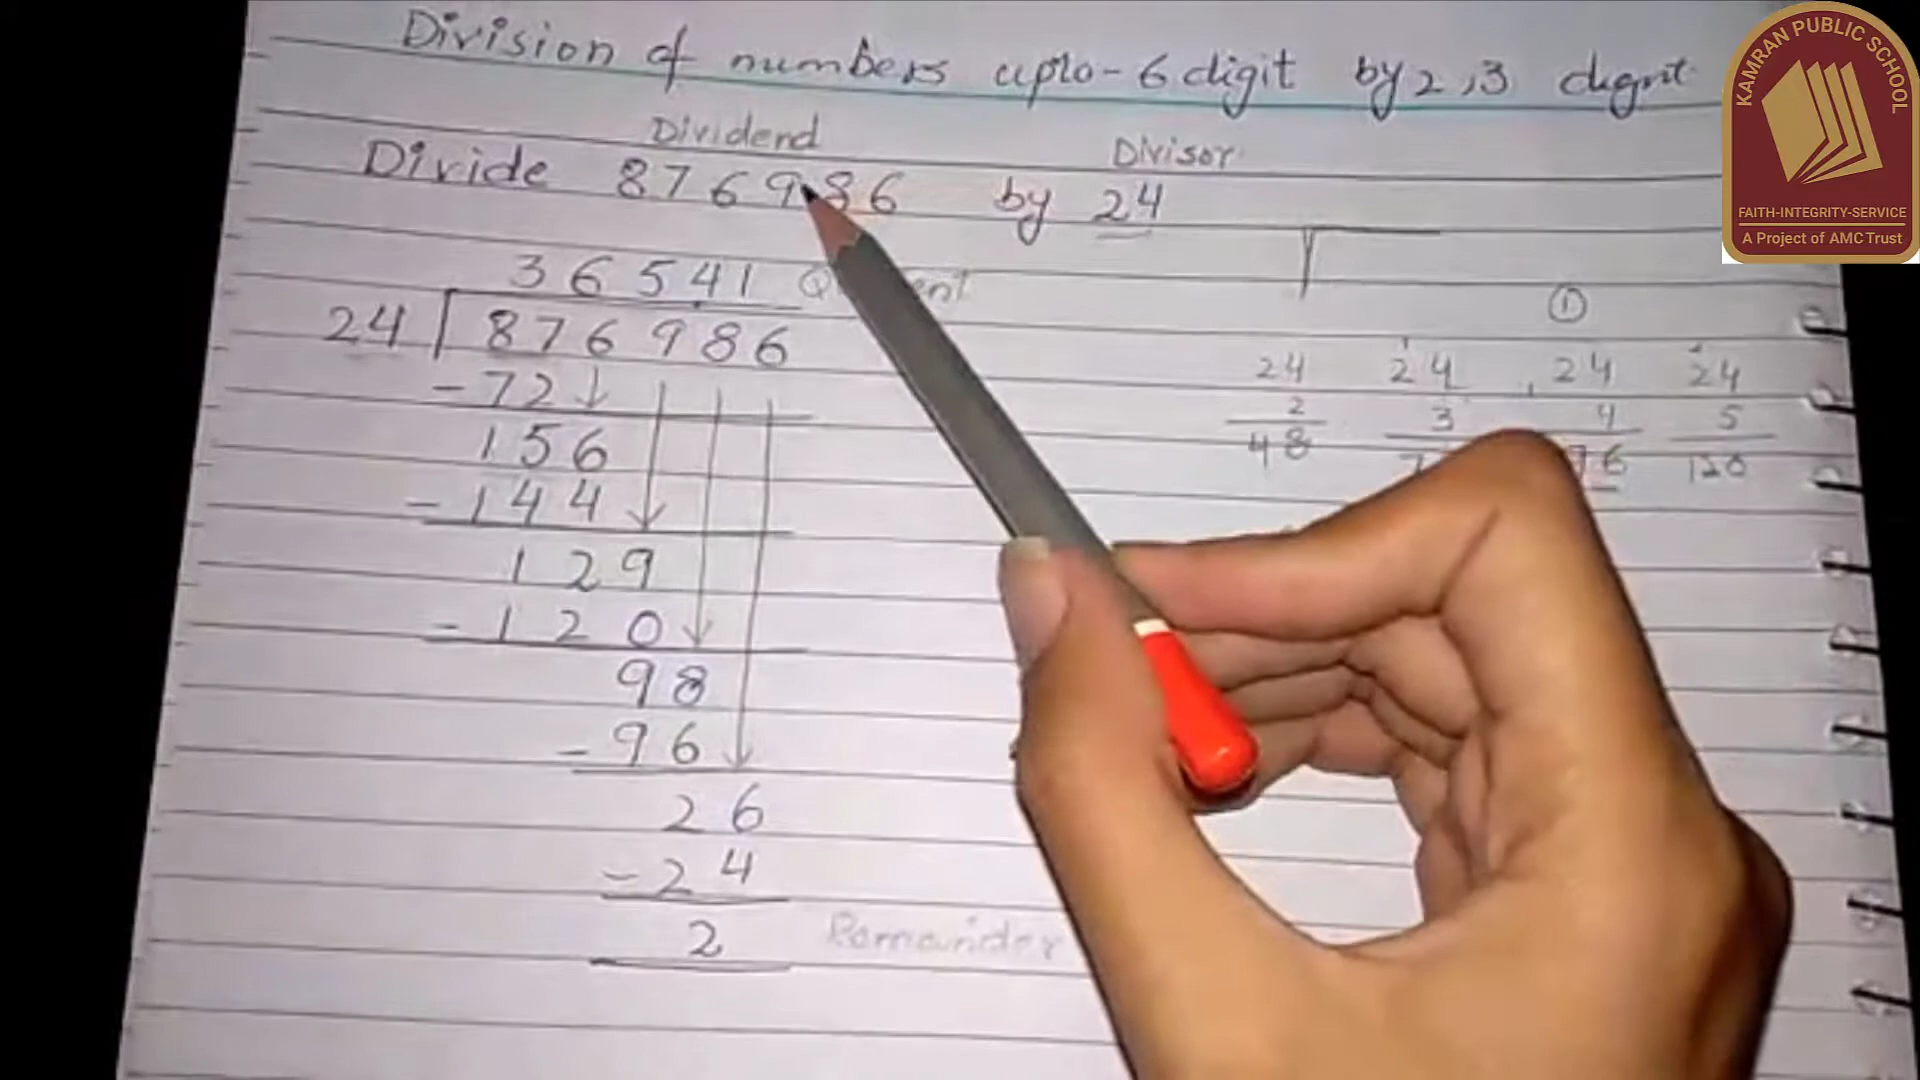 Division of numbers upto-6 digit by 2,3 digit
Dividend Divisor
Divide 876986 by 24
36541
24 876986
-72
156
-144
129
-120
98
-96
26
-24
2 Remainder
1
24 24 24 24
2 3 4 5
48 96 120
KAMRAN PUBLIC SCHOOL
FAITH-INTEGRITY-SERVICE
A Project of AMC Trust